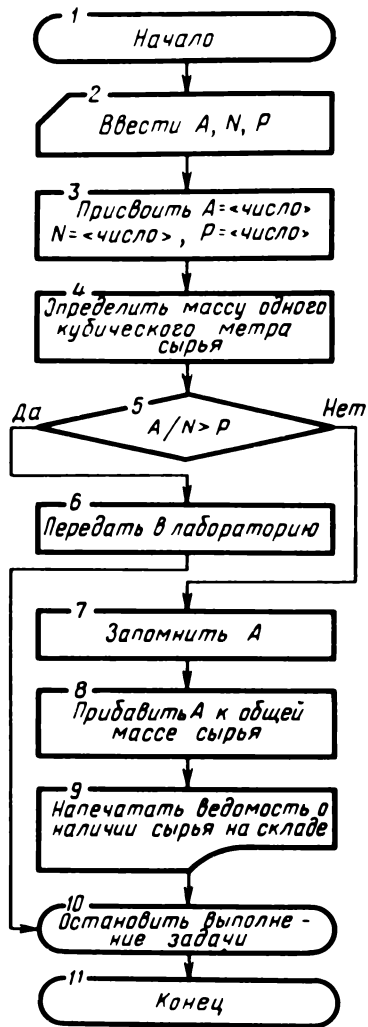 1
Начало
2
Ввести A, N, P
3
Присвоить A=<число>
N=<число>, P=<число>
4
Определить массу одного
кубического метра
сырья
Да
5
Нет
A/N>P
6
Передать в лабораторию
7
Запомнить A
8
Прибавить A к общей
массе сырья
9
Напечатать ведомость о
наличии сырья на складе
10
Остановить выполне-
ние задачи
11
Конец